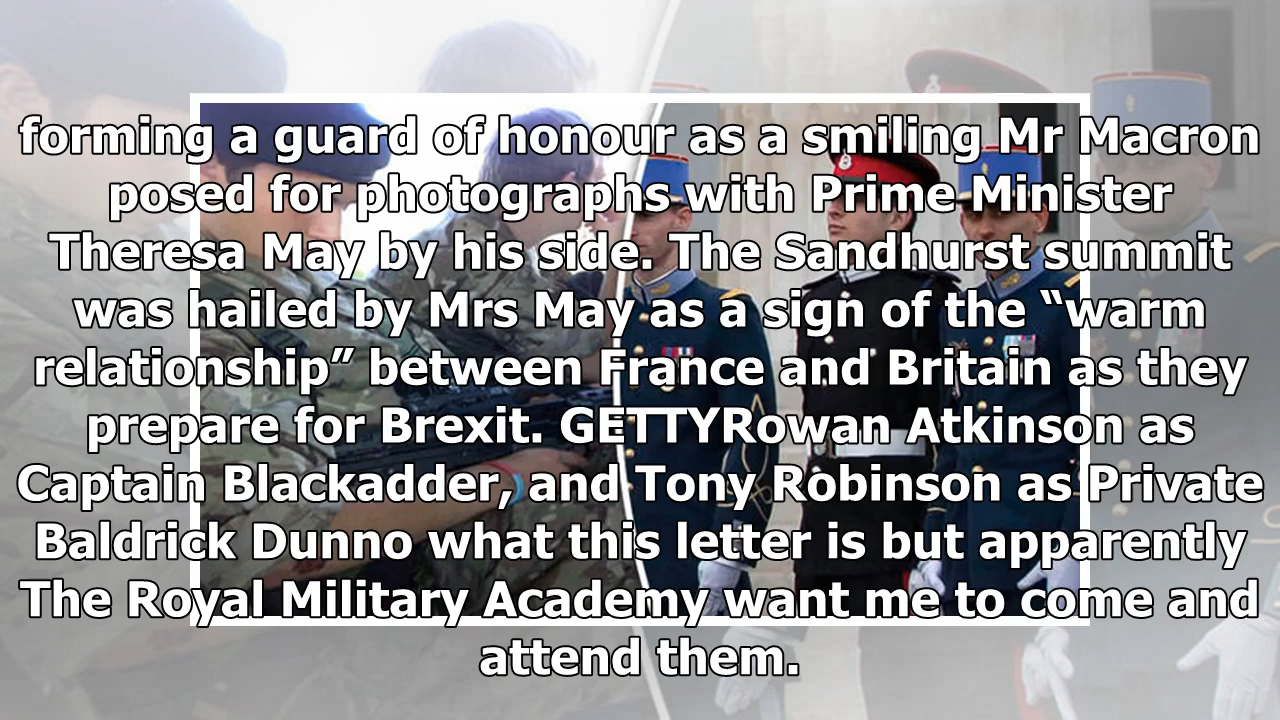 forming a guard of honour as a smiling Mr Macron
posed for photographs with Prime Minister
Theresa May by his side. The Sandhurst summit
was hailed by Mrs May as a sign of the “warm
relationship” between France and Britain as they
prepare for Brexit. GETTYRowan Atkinson as
Captain Blackadder, and Tony Robinson as Private
Baldrick Dunno what this letter is but apparently
The Royal Military Academy want me to come and
attend them.